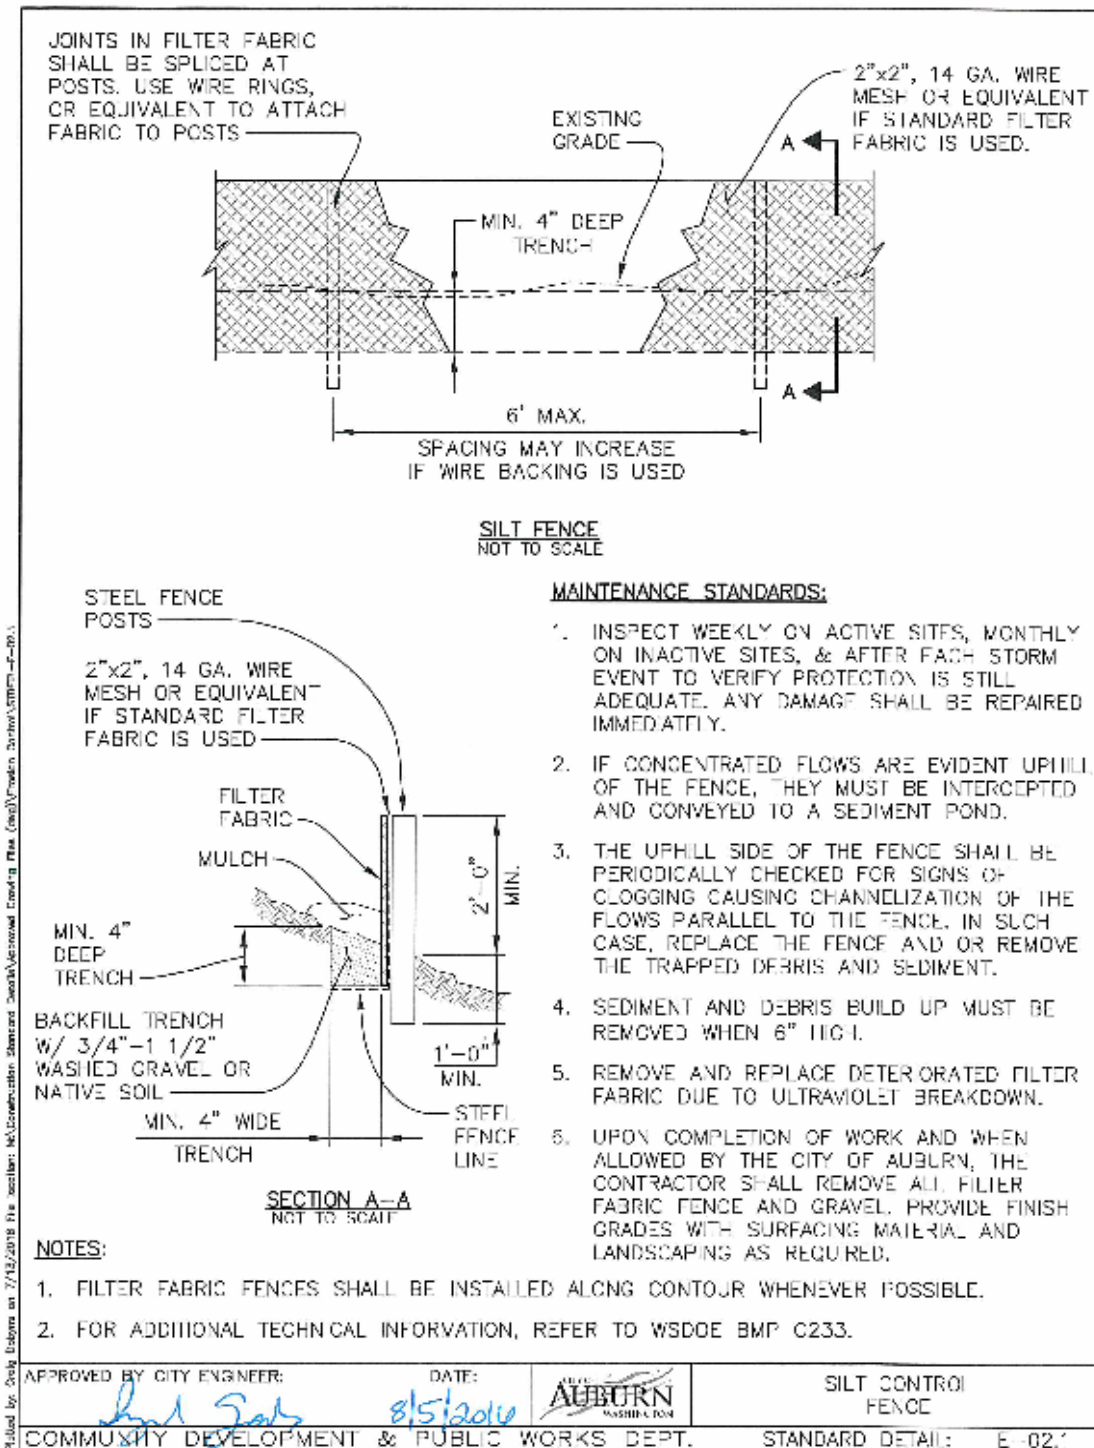 JOINTS IN FILTER FABRIC
SHALL BE SPLICED AT
POSTS. USE WIRE RINGS,
OR EQUIVALENT TO ATTACH
FABRIC TO POSTS
EXISTING
GRADE
2"x2", 14 GA. WIRE
MESH OR EQUIVALENT
IF STANDARD FILTER
FABRIC IS USED.
A
MIN. 4" DEEP
TRENCH
A
6' MAX.
SPACING MAY INCREASE
IF WIRE BACKING IS USED
SILT FENCE
NOT TO SCALE
STEEL FENCE
POSTS
2"x2", 14 GA. WIRE
MESH OR EQUIVALENT
IF STANDARD FILTER
FABRIC IS USED
FILTER
FABRIC
MULCH
MIN. 4"
DEEP
TRENCH
2'-0"
MIN.
BACKFILL TRENCH
W/ 3/4"-1 1/2"
WASHED GRAVEL OR
NATIVE SOIL
1'-0"
MIN.
MIN. 4" WIDE
TRENCH
STEEL
FENCE
LINE
SECTION A-A
NOT TO SCALE
MAINTENANCE STANDARDS:
1. INSPECT WEEKLY ON ACTIVE SITES, MONTHLY
ON INACTIVE SITES, & AFTER EACH STORM
EVENT TO VERIFY PROTECTION IS STILL
ADEQUATE. ANY DAMAGE SHALL BE REPAIRED
IMMEDIATELY.
2. IF CONCENTRATED FLOWS ARE EVIDENT UPHILL
OF THE FENCE, THEY MUST BE INTERCEPTED
AND CONVEYED TO A SEDIMENT POND.
3. THE UPHILL SIDE OF THE FENCE SHALL BE
PERIODICALLY CHECKED FOR SIGNS OF
CLOGGING CAUSING CHANNELIZATION OF THE
FLOWS PARALLEL TO THE FENCE. IN SUCH
CASE, REPLACE THE FENCE AND OR REMOVE
THE TRAPPED DEBRIS AND SEDIMENT.
4. SEDIMENT AND DEBRIS BUILD UP MUST BE
REMOVED WHEN 6" HIGH.
5. REMOVE AND REPLACE DETERIORATED FILTER
FABRIC DUE TO ULTRAVIOLET BREAKDOWN.
6. UPON COMPLETION OF WORK AND WHEN
ALLOWED BY THE CITY OF AUBURN, THE
CONTRACTOR SHALL REMOVE ALL FILTER
FABRIC FENCE AND GRAVEL. PROVIDE FINISH
GRADES WITH SURFACING MATERIAL AND
LANDSCAPING AS REQUIRED.
NOTES:
1. FILTER FABRIC FENCES SHALL BE INSTALLED ALONG CONTOUR WHENEVER POSSIBLE.
2. FOR ADDITIONAL TECHNICAL INFORMATION, REFER TO WSDOE BMP C233.
APPROVED BY CITY ENGINEER:
DATE:
8/5/2016
CITY OF
AUBURN
WASHINGTON
SILT CONTROL
FENCE
COMMUNITY DEVELOPMENT & PUBLIC WORKS DEPT.
STANDARD DETAIL: E-02.1